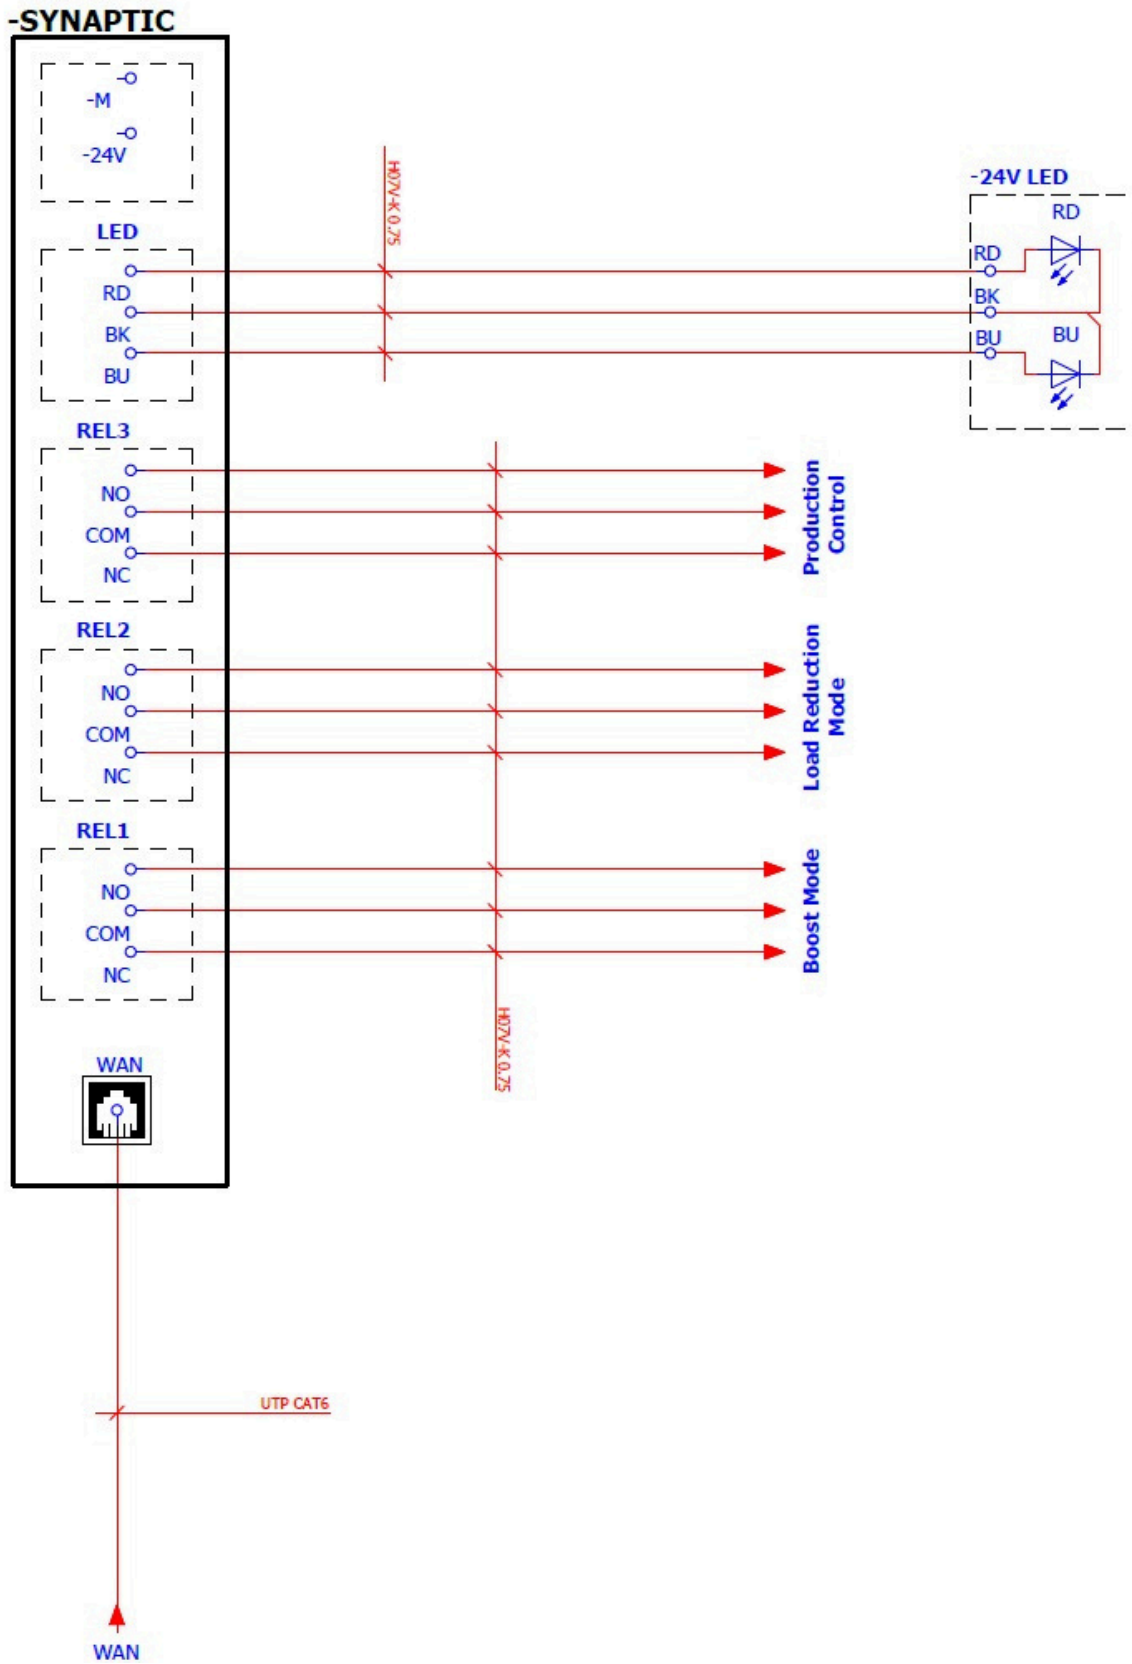 -SYNAPTIC
-M
-24V
H07V-K 0.75
-24V LED
RD
LED
RD
RD
BK
BK
BU
BU
BU
REL3
NO
COM
NC
Production
Control
REL2
NO
COM
NC
Load Reduction
Mode
REL1
NO
COM
NC
Boost Mode
H07V-K 0.75
WAN
UTP CAT6
WAN